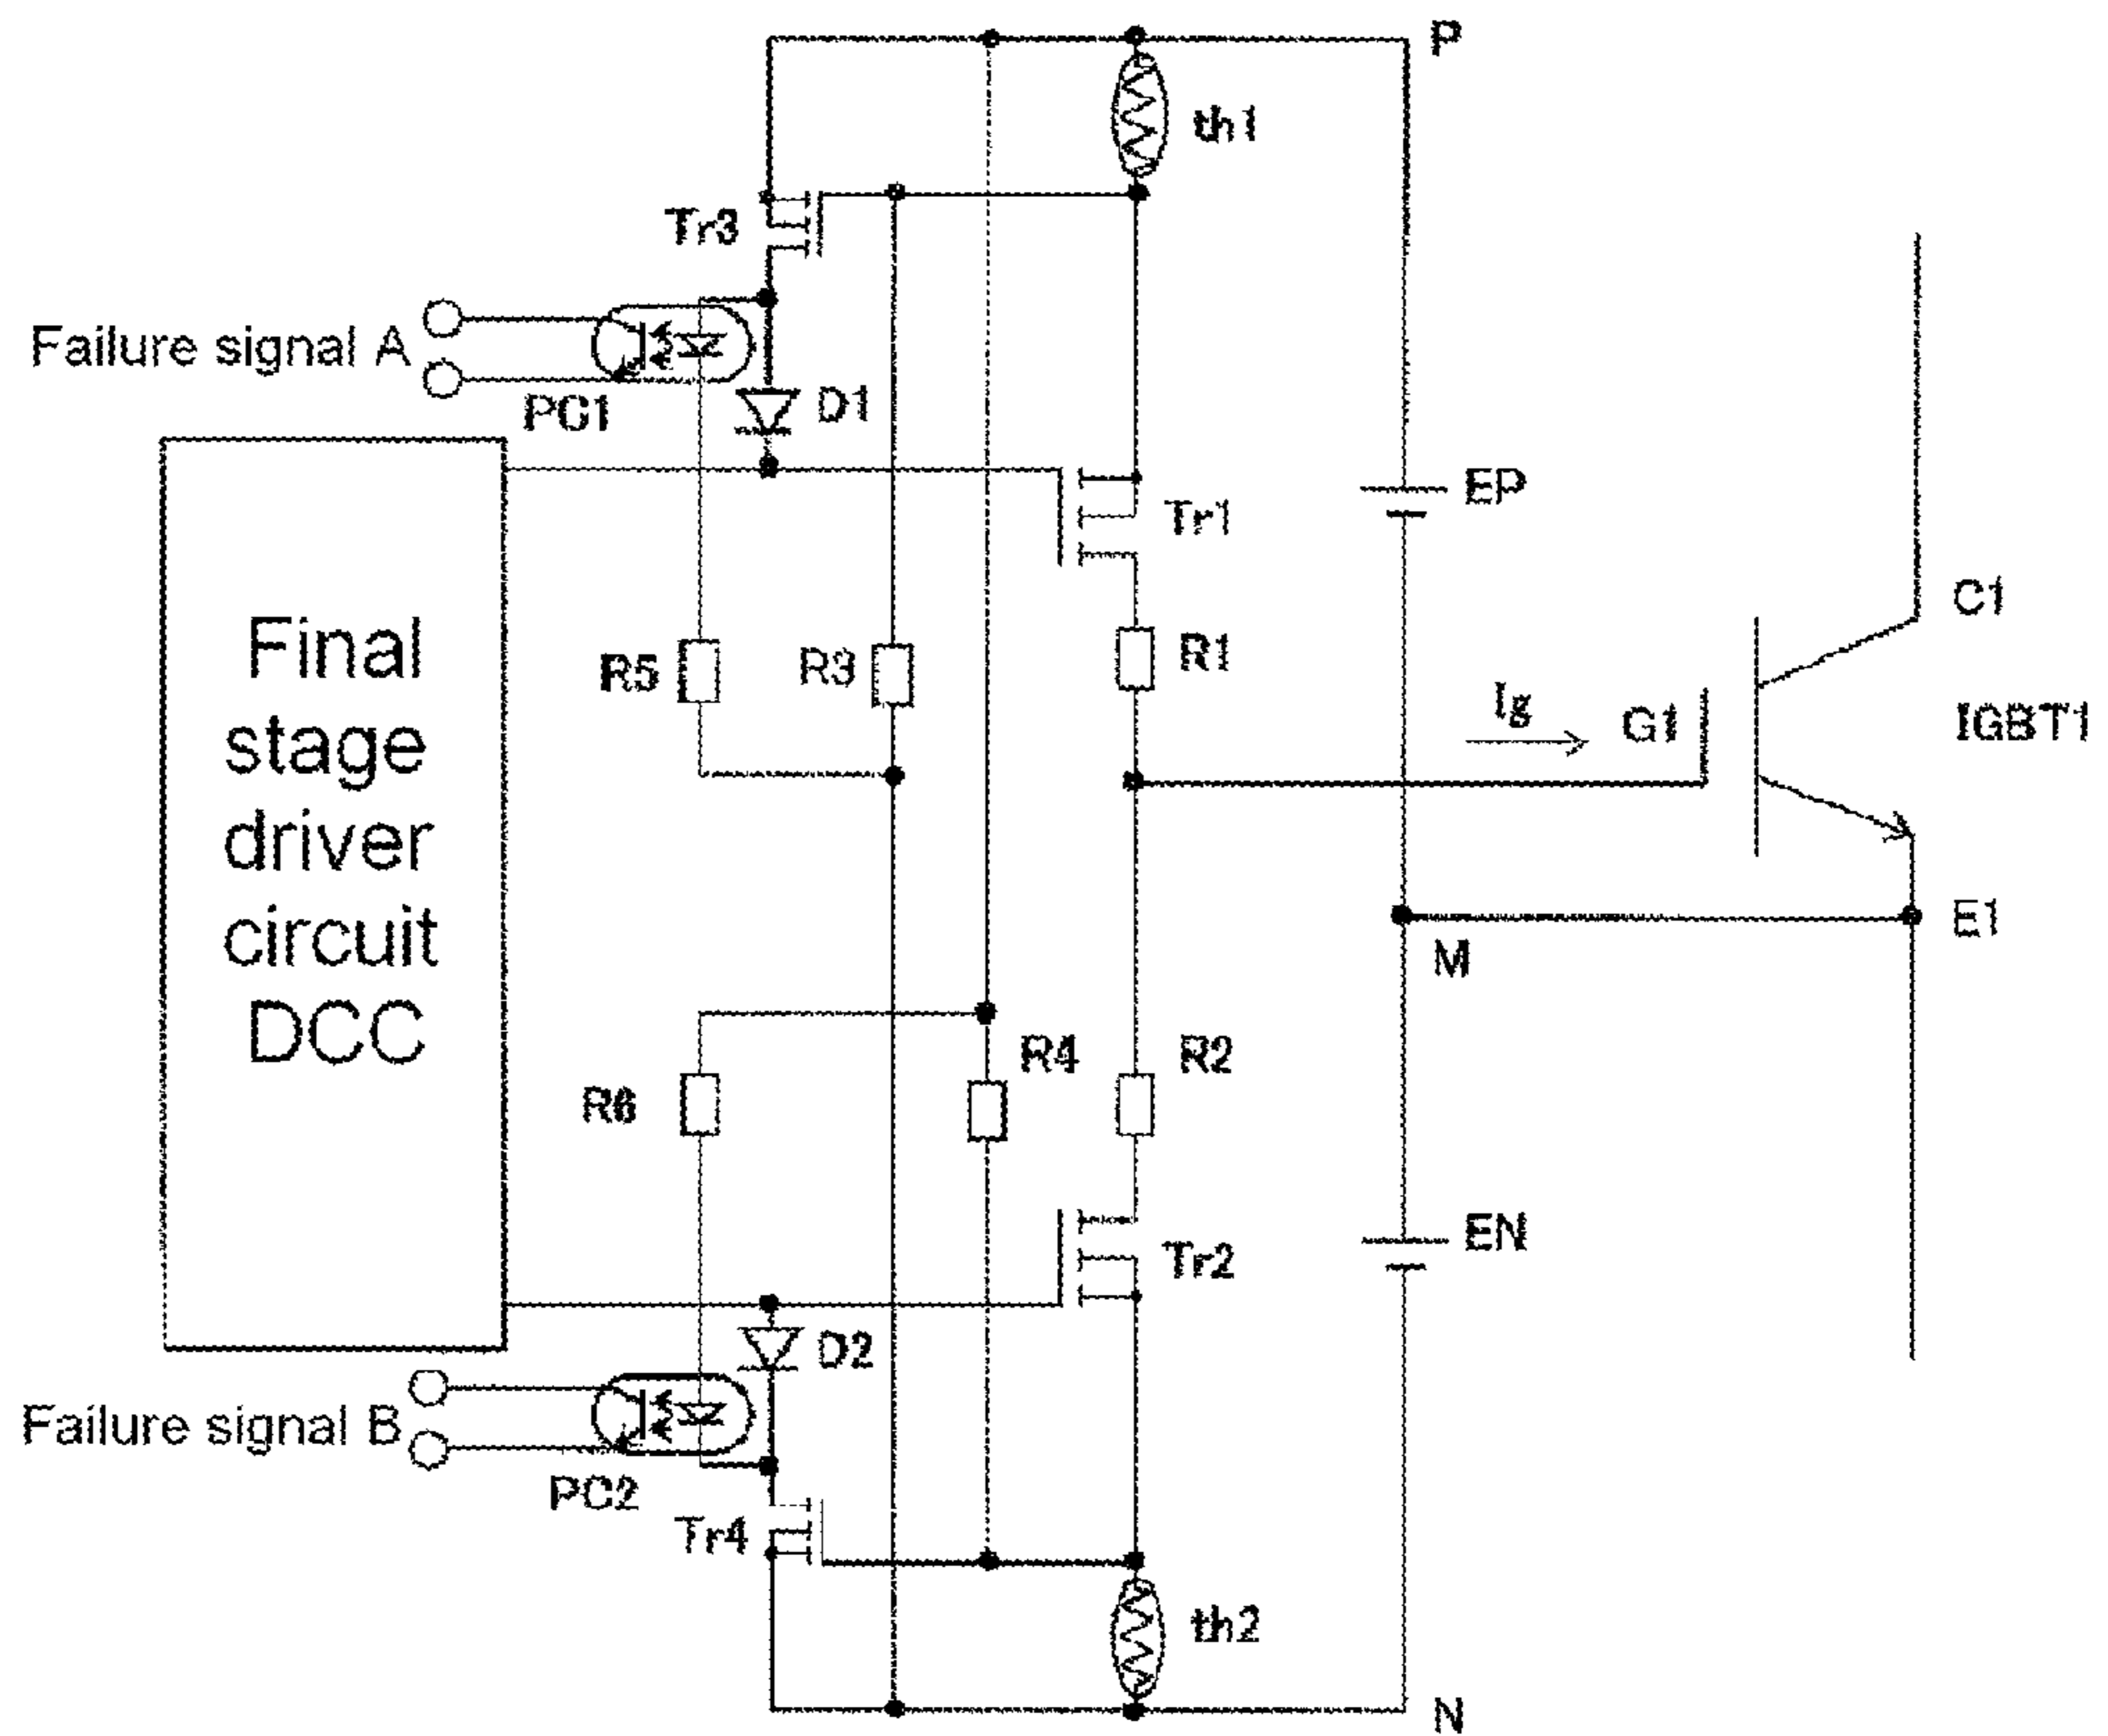 P
th1
Tr3
Failure signal A
PC1
D1
EP
Tr1
C1
Final
stage
driver
circuit
DCC
R5
R3
R1
Ig
G1
IGBT1
E1
M
R4
R2
R6
EN
Tr2
D2
Failure signal B
PC2
Tr4
th2
N